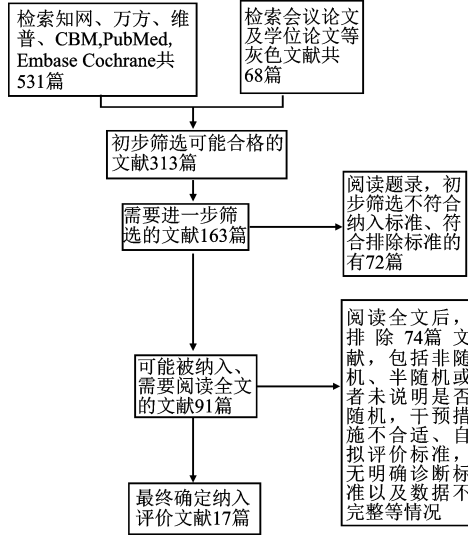 检索知网、万方、维
普、CBM,PubMed,
Embase Cochrane共
531篇
检索会议论文
及学位论文等
灰色文献共
68篇
初步筛选可能合格的
文献313篇
需要进一步筛
选的文献163篇
阅读题录，初
步筛选不符合
纳入标准、符
合排除标准的
有72篇
可能被纳入、
需要阅读全文
的文献91篇
阅读全文后，
排除74篇文
献，包括非随
机、半随机或
者未说明是否
随机，干预措
施不合适、自
拟评价标准，
无明确诊断标
准以及数据不
完整等情况
最终确定纳入
评价文献17篇